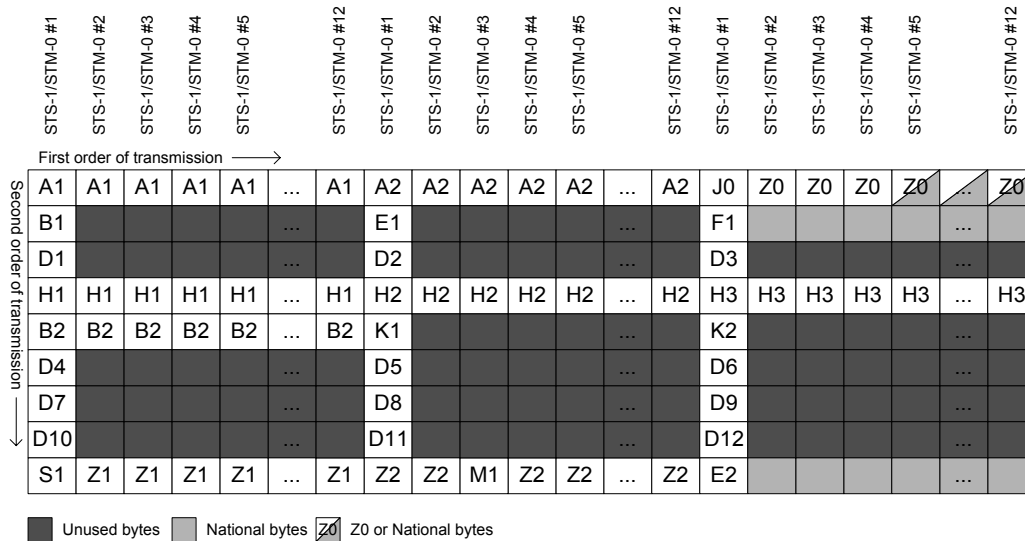 STS-1/STM-0 #1 STS-1/STM-0 #2 STS-1/STM-0 #3 STS-1/STM-0 #4 STS-1/STM-0 #5 STS-1/STM-0 #12 STS-1/STM-0 #1 STS-1/STM-0 #2 STS-1/STM-0 #3 STS-1/STM-0 #4 STS-1/STM-0 #5 STS-1/STM-0 #12 STS-1/STM-0 #1 STS-1/STM-0 #2 STS-1/STM-0 #3 STS-1/STM-0 #4 STS-1/STM-0 #5 STS-1/STM-0 #12
First order of transmission
Second order of transmission
A1 A1 A1 A1 A1 ... A1 A2 A2 A2 A2 A2 ... A2 J0 Z0 Z0 Z0 Z0 ... Z0
B1 ... E1 ... F1 ...
D1 ... D2 ... D3 ...
H1 H1 H1 H1 H1 ... H1 H2 H2 H2 H2 H2 ... H2 H3 H3 H3 H3 H3 ... H3
B2 B2 B2 B2 B2 ... B2 K1 ... K2 ...
D4 ... D5 ... D6 ...
D7 ... D8 ... D9 ...
D10 ... D11 ... D12 ...
S1 Z1 Z1 Z1 Z1 ... Z1 Z2 Z2 M1 Z2 Z2 ... Z2 E2 ...
Unused bytes National bytes Z0 Z0 or National bytes